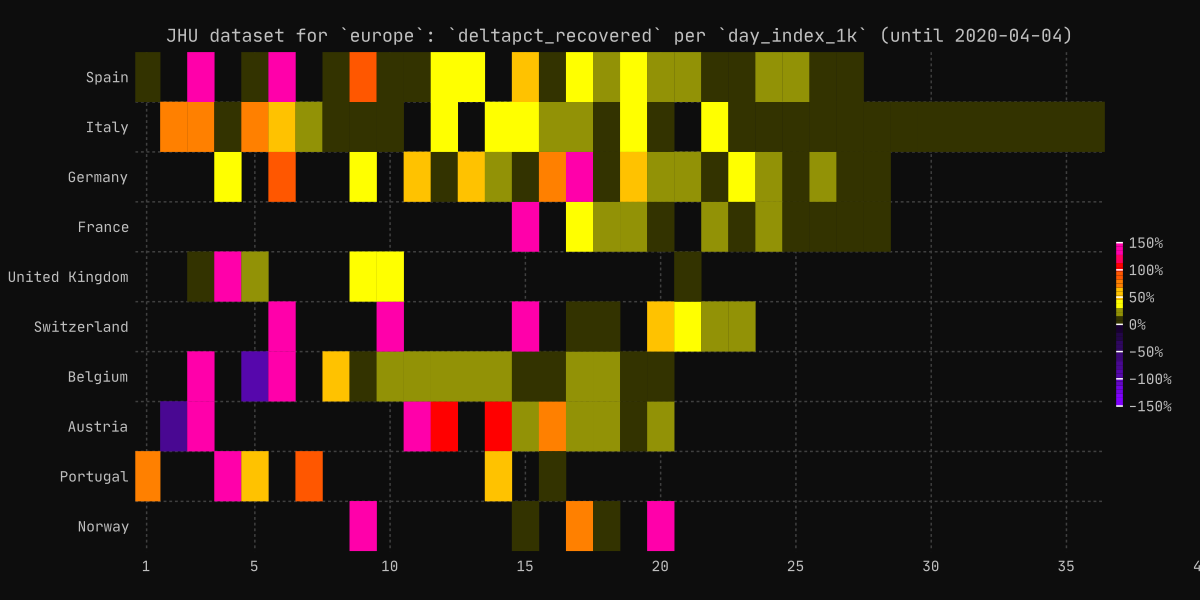 JHU dataset for `europe`: `deltapct_recovered` per `day_index_1k` (until 2020-04-04)
Spain
Italy
Germany
France
United Kingdom
Switzerland
Belgium
Austria
Portugal
Norway
1 5 10 15 20 25 30 35 4
150%
100%
50%
0%
-50%
-100%
-150%